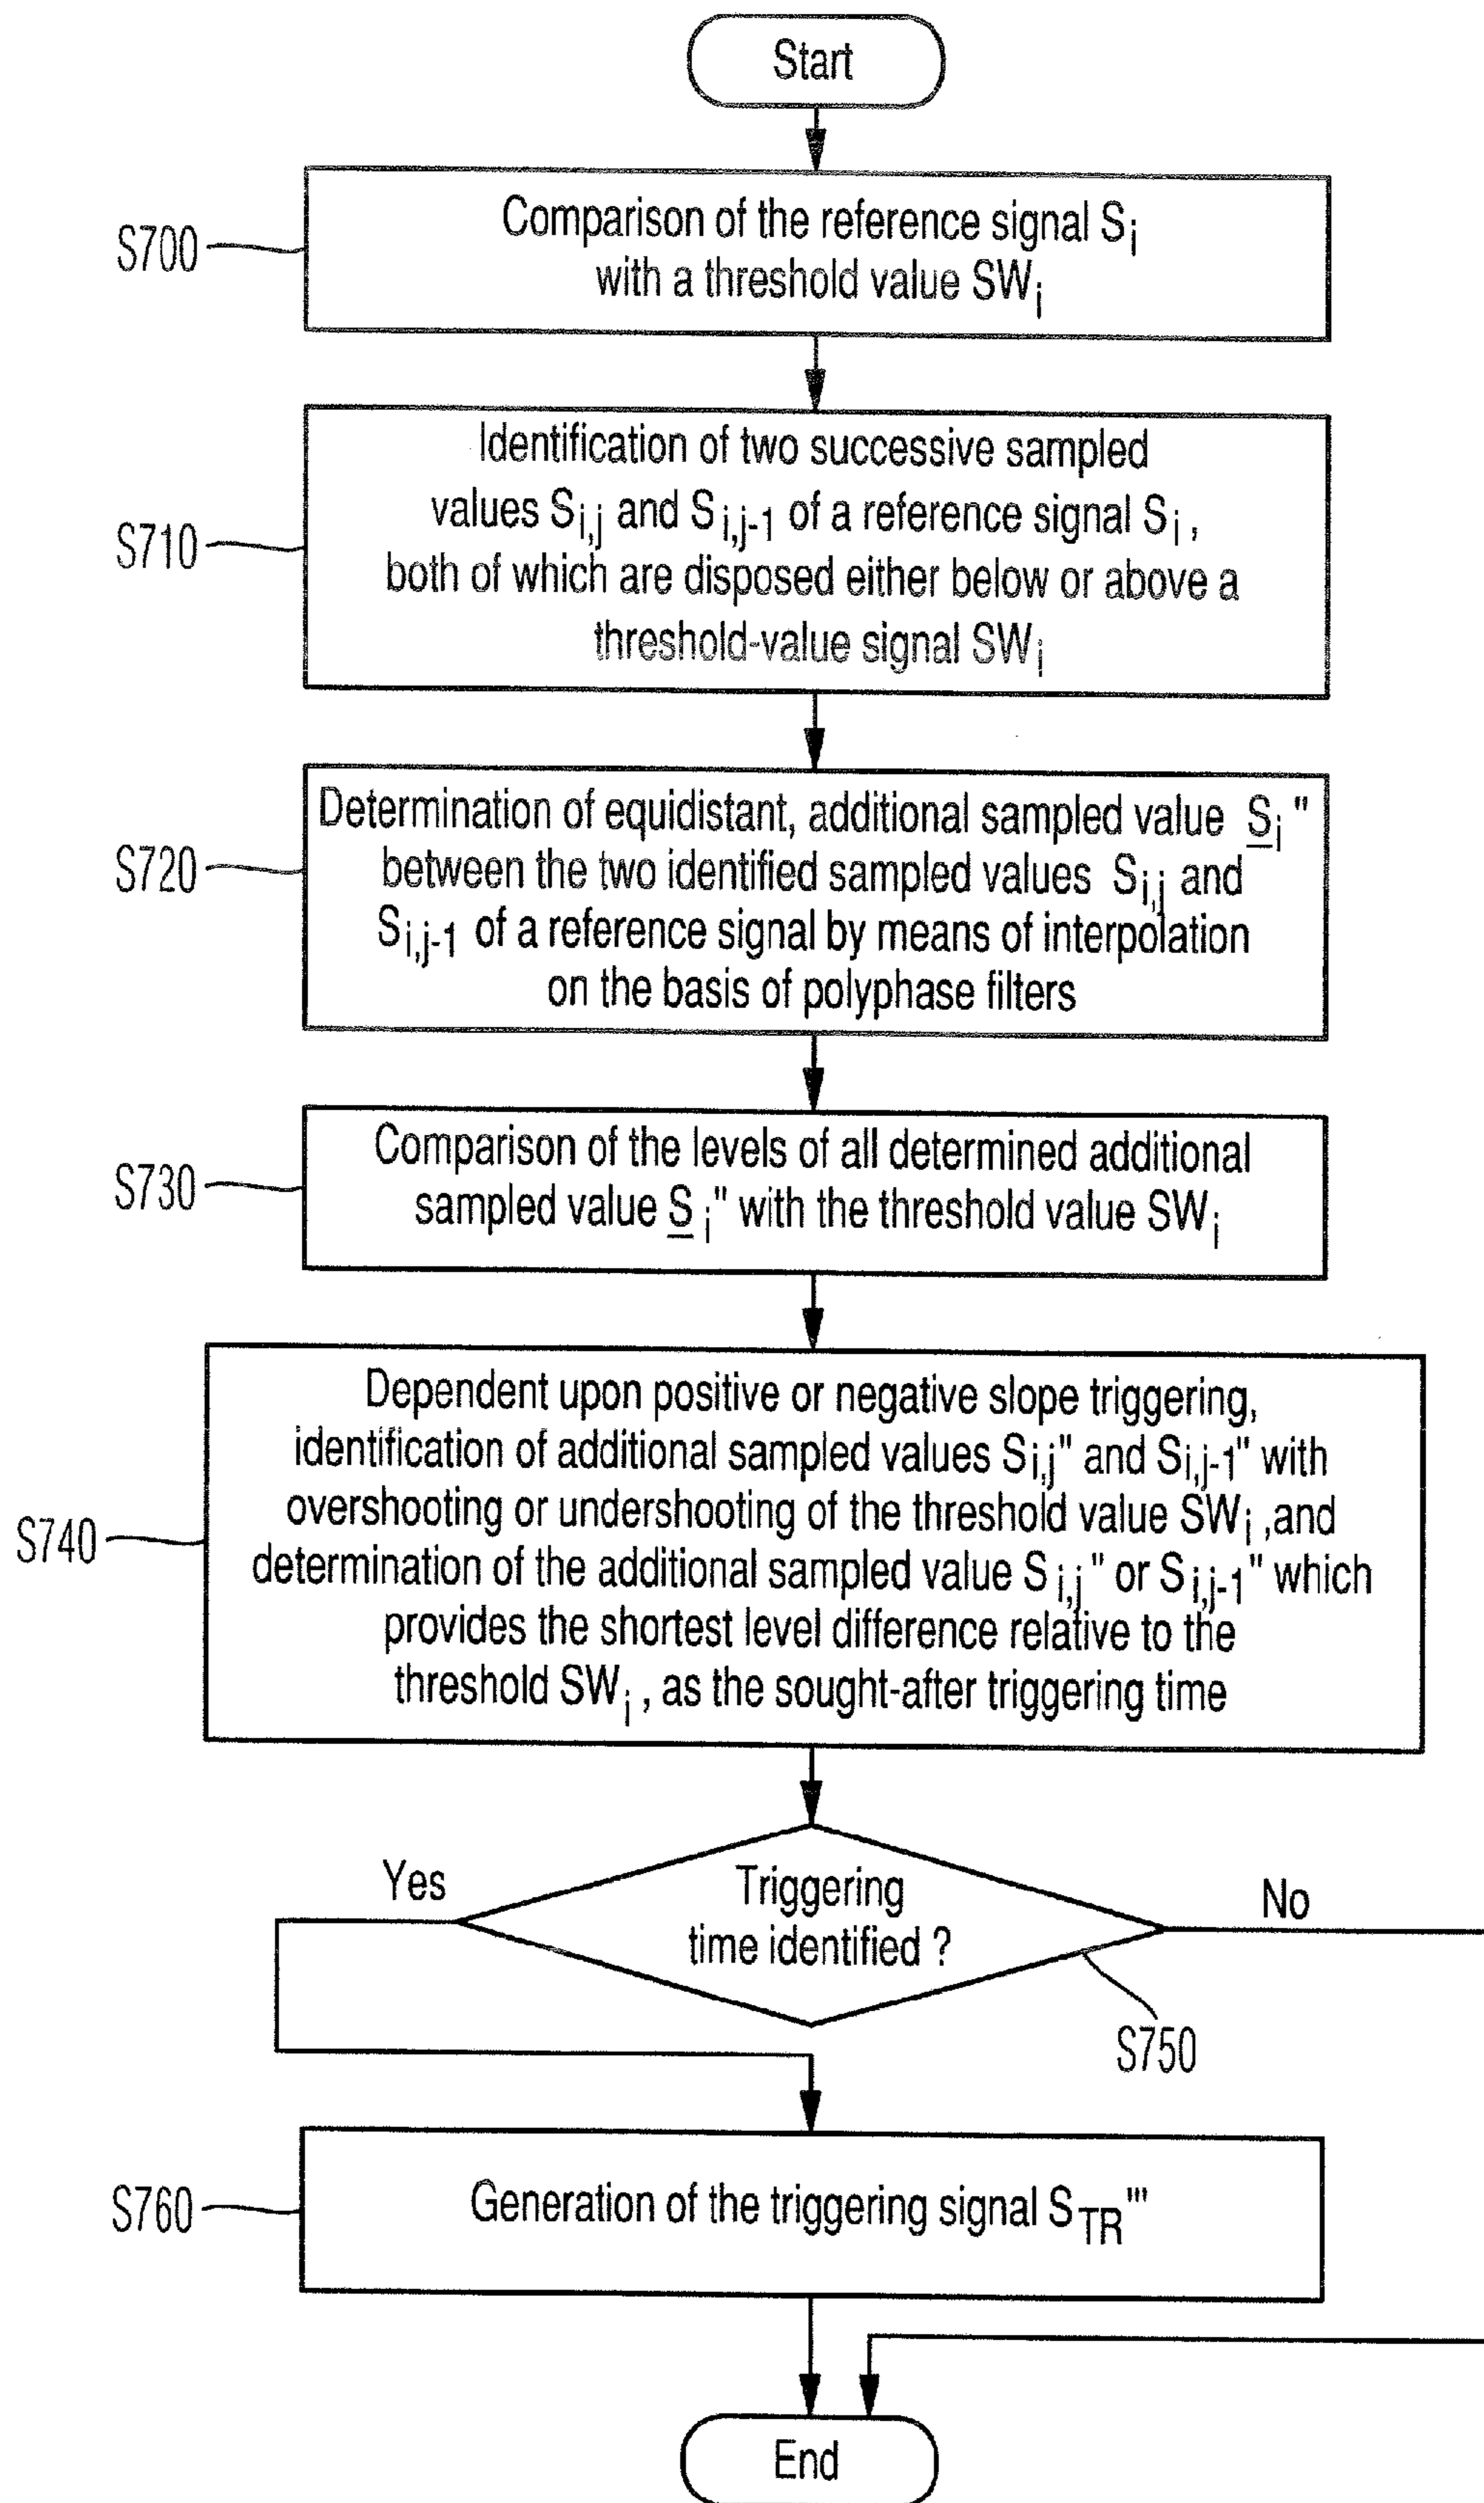 Start
S700
Comparison of the reference signal Si
with a threshold value SWi
S710
Identification of two successive sampled
values Si,j and Si,j-1 of a reference signal Si,
both of which are disposed either below or above a
threshold-value signal SWi
S720
Determination of equidistant, additional sampled value Si"
between the two identified sampled values Si,j and
Si,j-1 of a reference signal by means of interpolation
on the basis of polyphase filters
S730
Comparison of the levels of all determined additional
sampled value Si" with the threshold value SWi
S740
Dependent upon positive or negative slope triggering,
identification of additional sampled values Si,j" and Si,j-1" with
overshooting or undershooting of the threshold value SWi ,and
determination of the additional sampled value Si,j" or Si,j-1" which
provides the shortest level difference relative to the
threshold SWi , as the sought-after triggering time
Yes
Triggering
time identified ?
No
S750
S760
Generation of the triggering signal STR'''
End